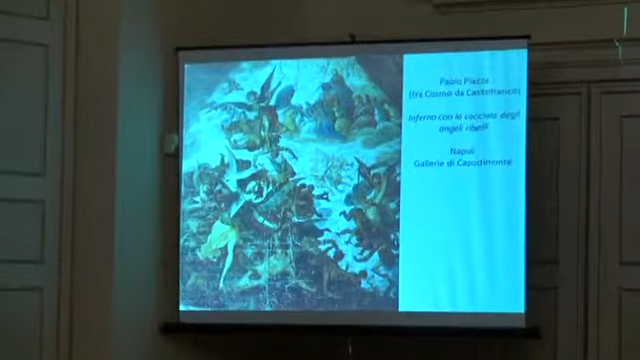 Paolo Piazza
(fra Cosmo da Castelfranco)
Inferno con la cacciata degli
angeli ribelli
Napoli
Gallerie di Capodimonte